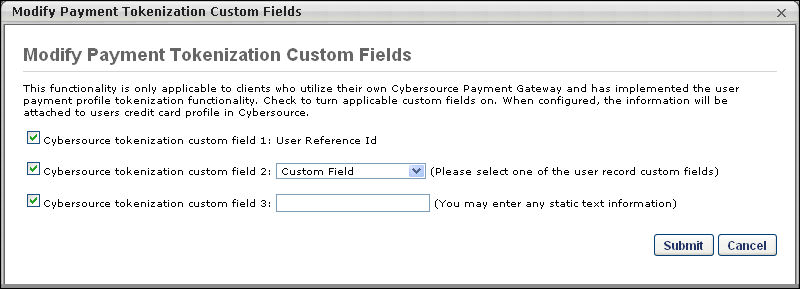 Modify Payment Tokenization Custom Fields
Modify Payment Tokenization Custom Fields
This functionality is only applicable to clients who utilize their own Cybersource Payment Gateway and has implemented the user
payment profile tokenization functionality. Check to turn applicable custom fields on. When configured, the information will be
attached to users credit card profile in Cybersource.
Cybersource tokenization custom field 1: User Reference Id
Cybersource tokenization custom field 2: Custom Field (Please select one of the user record custom fields)
Cybersource tokenization custom field 3: (You may enter any static text information)
Submit Cancel